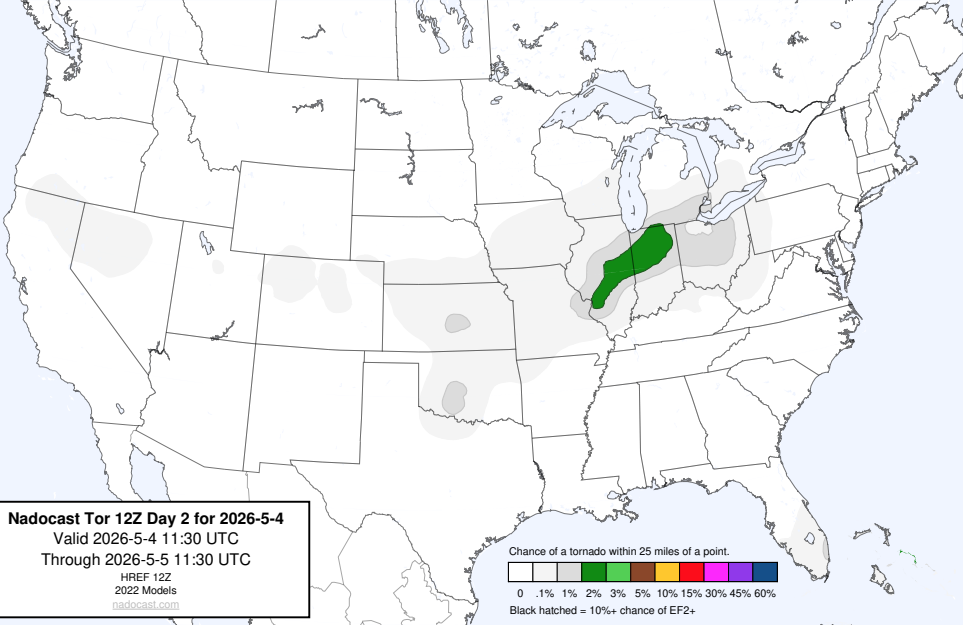 Nadocast Tor 12Z Day 2 for 2026-5-4
Valid 2026-5-4 11:30 UTC
Through 2026-5-5 11:30 UTC
HREF 12Z
2022 Models
nadocast.com
Chance of a tornado within 25 miles of a point.
0 .1% 1% 2% 3% 5% 10% 15% 30% 45% 60%
Black hatched = 10%+ chance of EF2+